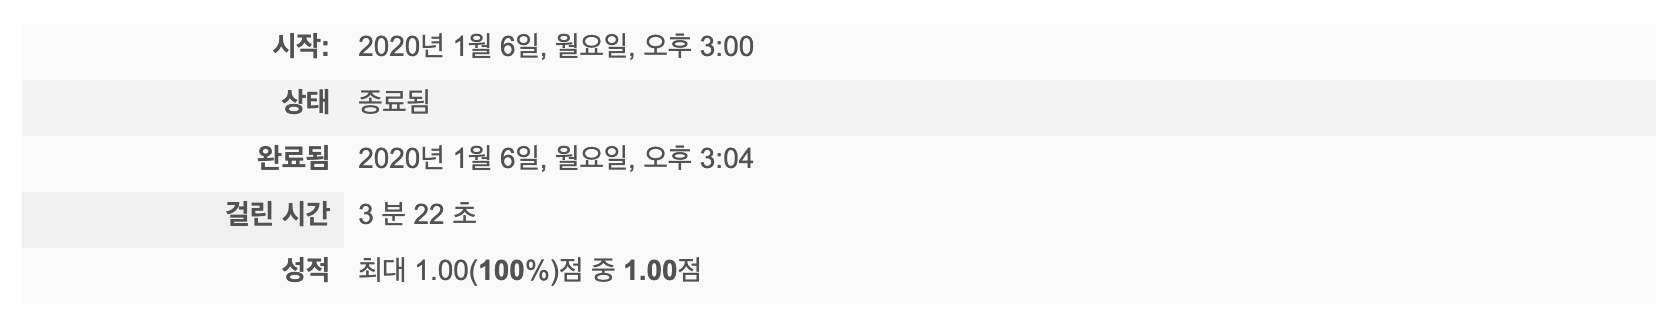 시작: 2020년 1월 6일, 월요일, 오후 3:00
상태 종료됨
완료됨 2020년 1월 6일, 월요일, 오후 3:04
걸린 시간 3 분 22 초
성적 최대 1.00(100%)점 중 1.00점